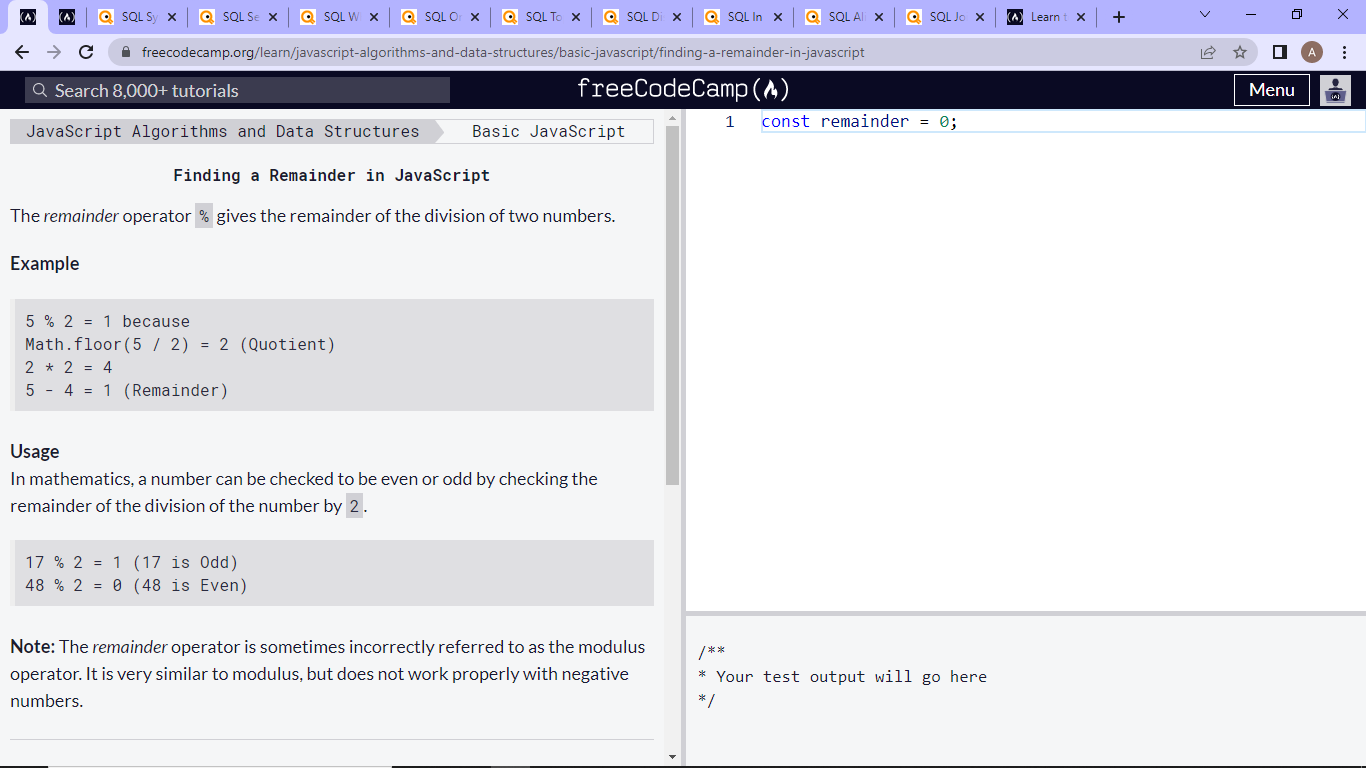 SQL Sy
SQL Se
SQL W
SQL O
SQL To
SQL D
SQL In
SQL Al
SQL Jo
Learn t
freecodecamp.org/learn/javascript-algorithms-and-data-structures/basic-javascript/finding-a-remainder-in-javascript
A
Search 8,000+ tutorials
freeCodeCamp
Menu
JavaScript Algorithms and Data Structures
Basic JavaScript
Finding a Remainder in JavaScript
The remainder operator % gives the remainder of the division of two numbers.
Example
5 % 2 = 1 because
Math.floor(5 / 2) = 2 (Quotient)
2 * 2 = 4
5 - 4 = 1 (Remainder)
Usage
In mathematics, a number can be checked to be even or odd by checking the
remainder of the division of the number by 2.
17 % 2 = 1 (17 is Odd)
48 % 2 = 0 (48 is Even)
Note: The remainder operator is sometimes incorrectly referred to as the modulus
operator. It is very similar to modulus, but does not work properly with negative
numbers.
1 const remainder = 0;
/**
* Your test output will go here
*/